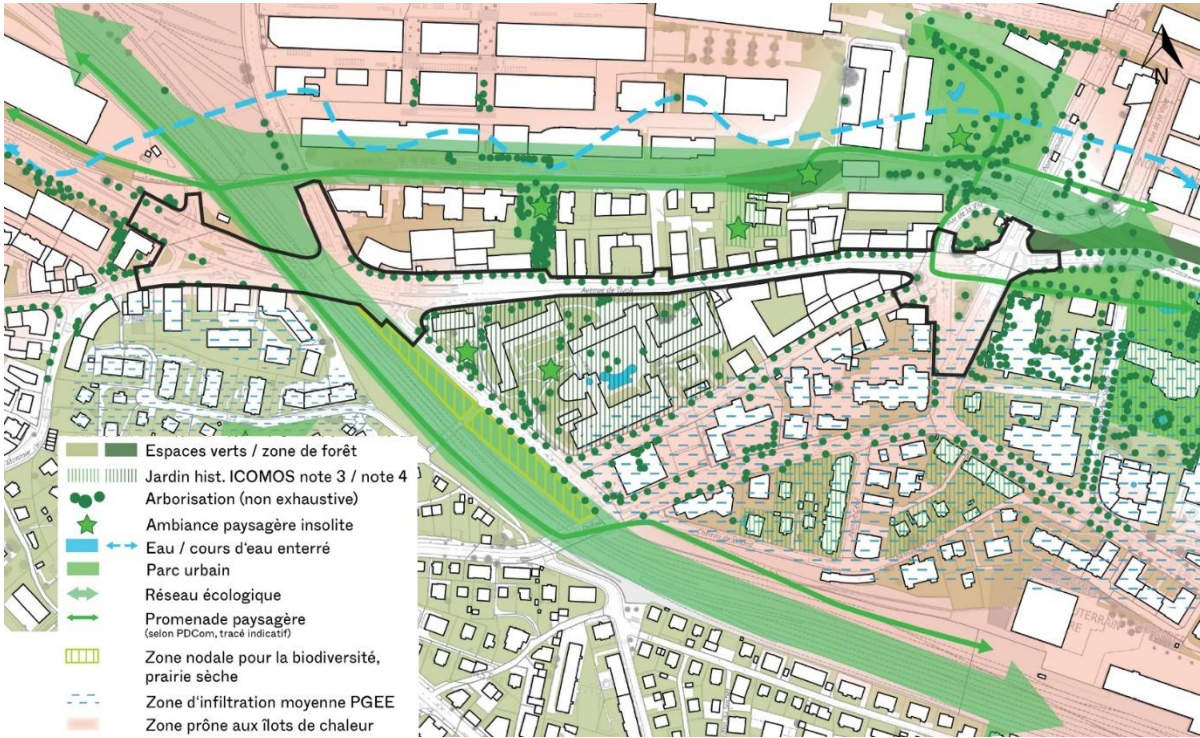 N
Avenue de Tivoli
Espaces verts / zone de forêt
Jardin hist. ICOMOS note 3 / note 4
Arborisation (non exhaustive)
Ambiance paysagère insolite
Eau / cours d'eau enterré
Parc urbain
Réseau écologique
Promenade paysagère
(selon PDCom, tracé indicatif)
Zone nodale pour la biodiversité,
prairie sèche
Zone d'infiltration moyenne PGEE
Zone prône aux îlots de chaleur